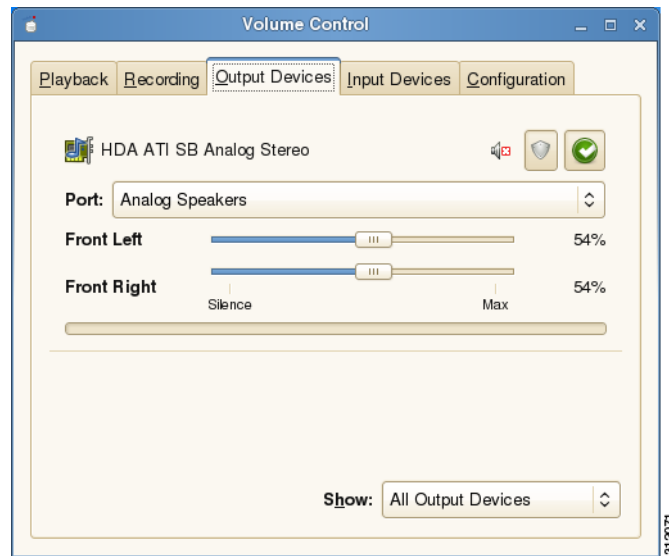 Volume Control
Playback Recording Output Devices Input Devices Configuration
HDA ATI SB Analog Stereo
Port: Analog Speakers
Front Left 54%
Front Right 54%
Silence Max
Show: All Output Devices